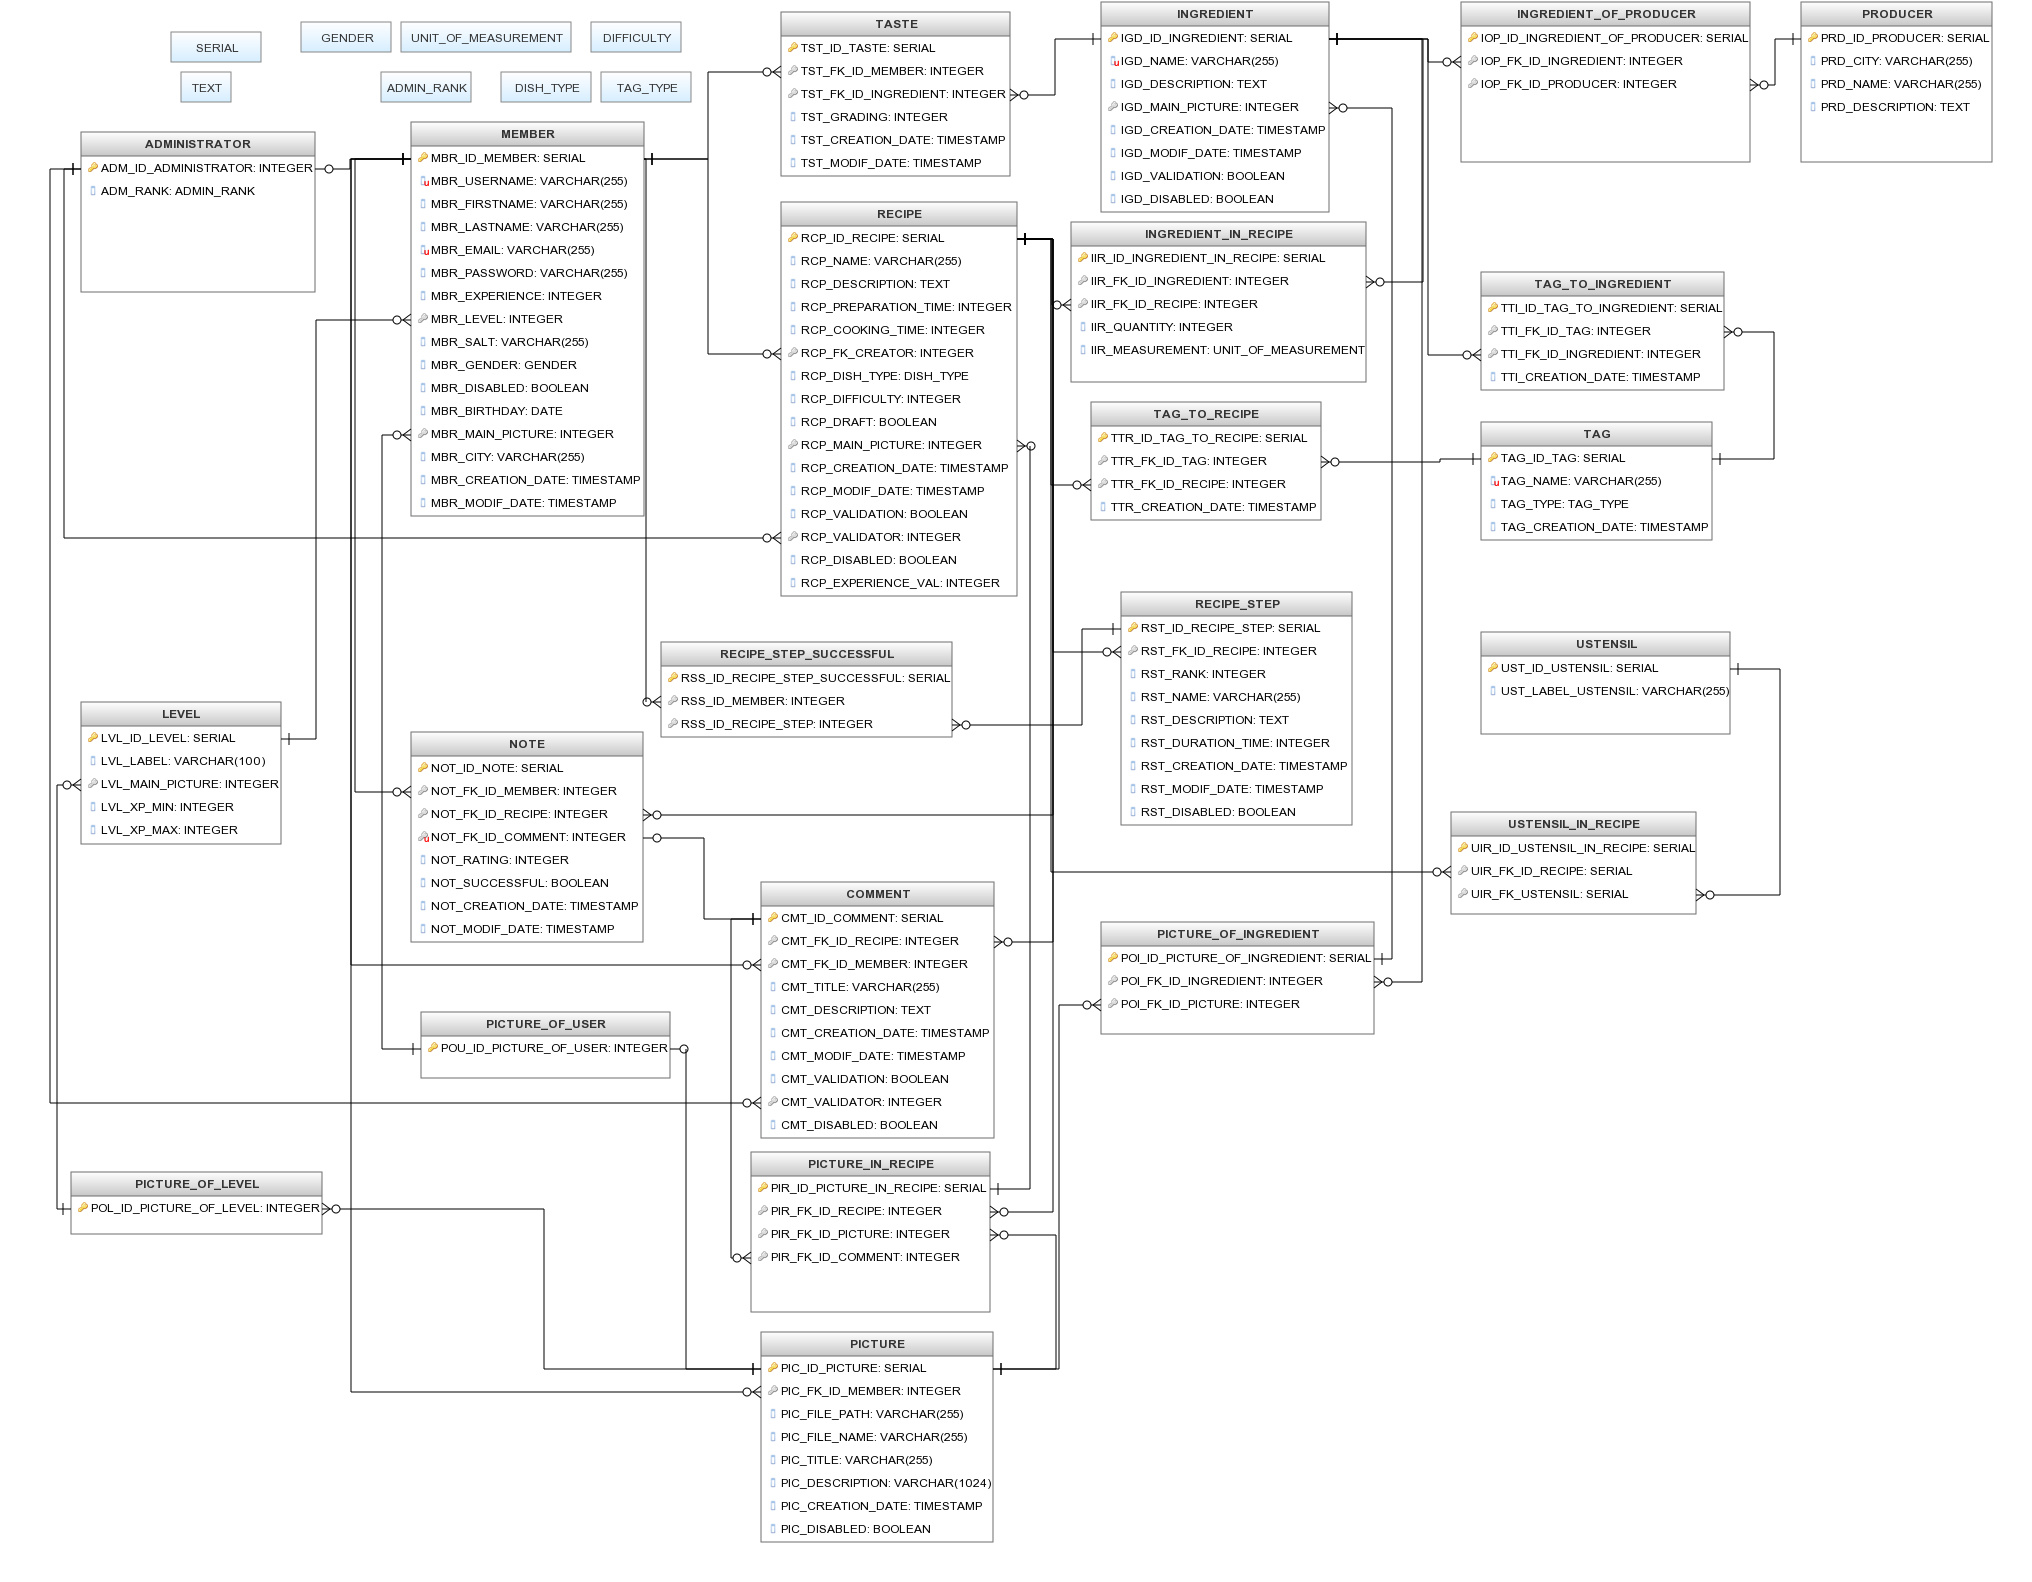 SERIAL
GENDER
UNIT_OF_MEASUREMENT
DIFFICULTY
TEXT
ADMIN_RANK
DISH_TYPE
TAG_TYPE
ADMINISTRATOR
ADM_ID_ADMINISTRATOR: INTEGER
ADM_RANK: ADMIN_RANK
MEMBER
MBR_ID_MEMBER: SERIAL
MBR_USERNAME: VARCHAR(255)
MBR_FIRSTNAME: VARCHAR(255)
MBR_LASTNAME: VARCHAR(255)
MBR_EMAIL: VARCHAR(255)
MBR_PASSWORD: VARCHAR(255)
MBR_EXPERIENCE: INTEGER
MBR_LEVEL: INTEGER
MBR_SALT: VARCHAR(255)
MBR_GENDER: GENDER
MBR_DISABLED: BOOLEAN
MBR_BIRTHDAY: DATE
MBR_MAIN_PICTURE: INTEGER
MBR_CITY: VARCHAR(255)
MBR_CREATION_DATE: TIMESTAMP
MBR_MODIF_DATE: TIMESTAMP
TASTE
TST_ID_TASTE: SERIAL
TST_FK_ID_MEMBER: INTEGER
TST_FK_ID_INGREDIENT: INTEGER
TST_GRADING: INTEGER
TST_CREATION_DATE: TIMESTAMP
TST_MODIF_DATE: TIMESTAMP
RECIPE
RCP_ID_RECIPE: SERIAL
RCP_NAME: VARCHAR(255)
RCP_DESCRIPTION: TEXT
RCP_PREPARATION_TIME: INTEGER
RCP_COOKING_TIME: INTEGER
RCP_FK_CREATOR: INTEGER
RCP_DISH_TYPE: DISH_TYPE
RCP_DIFFICULTY: INTEGER
RCP_DRAFT: BOOLEAN
RCP_MAIN_PICTURE: INTEGER
RCP_CREATION_DATE: TIMESTAMP
RCP_MODIF_DATE: TIMESTAMP
RCP_VALIDATION: BOOLEAN
RCP_VALIDATOR: INTEGER
RCP_DISABLED: BOOLEAN
RCP_EXPERIENCE_VAL: INTEGER
INGREDIENT
IGD_ID_INGREDIENT: SERIAL
IGD_NAME: VARCHAR(255)
IGD_DESCRIPTION: TEXT
IGD_MAIN_PICTURE: INTEGER
IGD_CREATION_DATE: TIMESTAMP
IGD_MODIF_DATE: TIMESTAMP
IGD_VALIDATION: BOOLEAN
IGD_DISABLED: BOOLEAN
INGREDIENT_OF_PRODUCER
IOP_ID_INGREDIENT_OF_PRODUCER: SERIAL
IOP_FK_ID_INGREDIENT: INTEGER
IOP_FK_ID_PRODUCER: INTEGER
PRODUCER
PRD_ID_PRODUCER: SERIAL
PRD_CITY: VARCHAR(255)
PRD_NAME: VARCHAR(255)
PRD_DESCRIPTION: TEXT
INGREDIENT_IN_RECIPE
IIR_ID_INGREDIENT_IN_RECIPE: SERIAL
IIR_FK_ID_INGREDIENT: INTEGER
IIR_FK_ID_RECIPE: INTEGER
IIR_QUANTITY: INTEGER
IIR_MEASUREMENT: UNIT_OF_MEASUREMENT
TAG_TO_INGREDIENT
TTI_ID_TAG_TO_INGREDIENT: SERIAL
TTI_FK_ID_TAG: INTEGER
TTI_FK_ID_INGREDIENT: INTEGER
TTI_CREATION_DATE: TIMESTAMP
TAG_TO_RECIPE
TTR_ID_TAG_TO_RECIPE: SERIAL
TTR_FK_ID_TAG: INTEGER
TTR_FK_ID_RECIPE: INTEGER
TTR_CREATION_DATE: TIMESTAMP
TAG
TAG_ID_TAG: SERIAL
TAG_NAME: VARCHAR(255)
TAG_TYPE: TAG_TYPE
TAG_CREATION_DATE: TIMESTAMP
RECIPE_STEP
RST_ID_RECIPE_STEP: SERIAL
RST_FK_ID_RECIPE: INTEGER
RST_RANK: INTEGER
RST_NAME: VARCHAR(255)
RST_DESCRIPTION: TEXT
RST_DURATION_TIME: INTEGER
RST_CREATION_DATE: TIMESTAMP
RST_MODIF_DATE: TIMESTAMP
RST_DISABLED: BOOLEAN
USTENSIL
UST_ID_USTENSIL: SERIAL
UST_LABEL_USTENSIL: VARCHAR(255)
RECIPE_STEP_SUCCESSFUL
RSS_ID_RECIPE_STEP_SUCCESSFUL: SERIAL
RSS_ID_MEMBER: INTEGER
RSS_ID_RECIPE_STEP: INTEGER
LEVEL
LVL_ID_LEVEL: SERIAL
LVL_LABEL: VARCHAR(100)
LVL_MAIN_PICTURE: INTEGER
LVL_XP_MIN: INTEGER
LVL_XP_MAX: INTEGER
NOTE
NOT_ID_NOTE: SERIAL
NOT_FK_ID_MEMBER: INTEGER
NOT_FK_ID_RECIPE: INTEGER
NOT_FK_ID_COMMENT: INTEGER
NOT_RATING: INTEGER
NOT_SUCCESSFUL: BOOLEAN
NOT_CREATION_DATE: TIMESTAMP
NOT_MODIF_DATE: TIMESTAMP
USTENSIL_IN_RECIPE
UIR_ID_USTENSIL_IN_RECIPE: SERIAL
UIR_FK_ID_RECIPE: SERIAL
UIR_FK_USTENSIL: SERIAL
COMMENT
CMT_ID_COMMENT: SERIAL
CMT_FK_ID_RECIPE: INTEGER
CMT_FK_ID_MEMBER: INTEGER
CMT_TITLE: VARCHAR(255)
CMT_DESCRIPTION: TEXT
CMT_CREATION_DATE: TIMESTAMP
CMT_MODIF_DATE: TIMESTAMP
CMT_VALIDATION: BOOLEAN
CMT_VALIDATOR: INTEGER
CMT_DISABLED: BOOLEAN
PICTURE_OF_INGREDIENT
POI_ID_PICTURE_OF_INGREDIENT: SERIAL
POI_FK_ID_INGREDIENT: INTEGER
POI_FK_ID_PICTURE: INTEGER
PICTURE_OF_USER
POU_ID_PICTURE_OF_USER: INTEGER
PICTURE_OF_LEVEL
POL_ID_PICTURE_OF_LEVEL: INTEGER
PICTURE_IN_RECIPE
PIR_ID_PICTURE_IN_RECIPE: SERIAL
PIR_FK_ID_RECIPE: INTEGER
PIR_FK_ID_PICTURE: INTEGER
PIR_FK_ID_COMMENT: INTEGER
PICTURE
PIC_ID_PICTURE: SERIAL
PIC_FK_ID_MEMBER: INTEGER
PIC_FILE_PATH: VARCHAR(255)
PIC_FILE_NAME: VARCHAR(255)
PIC_TITLE: VARCHAR(255)
PIC_DESCRIPTION: VARCHAR(1024)
PIC_CREATION_DATE: TIMESTAMP
PIC_DISABLED: BOOLEAN